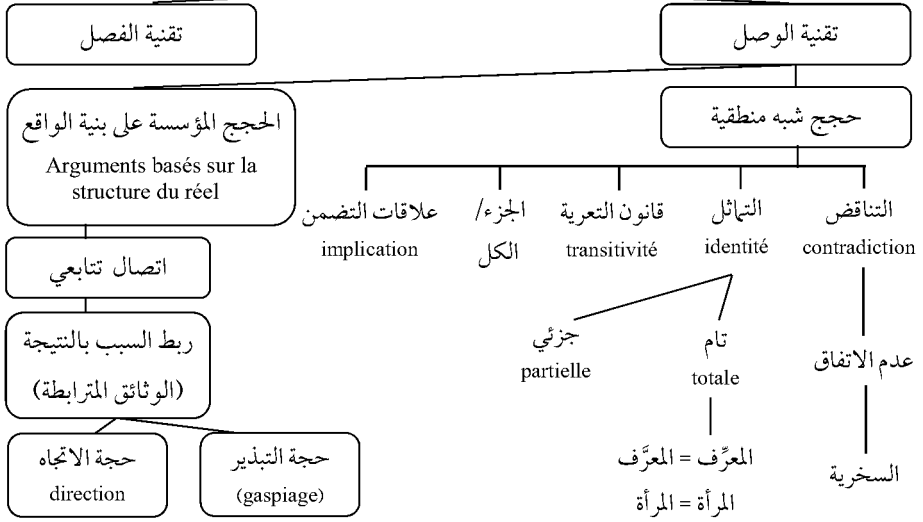 تقنية الوصل
تقنية الفصل
حجج شبه منطقية
الحجج المؤسسة على بنية الواقع
Arguments basés sur la
structure du réel
التناقض
contradiction
التماثل
identité
قانون التعرية
transitivité
الجزء/
الكل
علاقات التضمن
implication
اتصال تتابعي
ربط السبب بالنتيجة
(الوثائق المترابطة)
تام
totale
جزئي
partielle
عدم الاتفاق
حجة التبذير
(gaspiage)
حجة الاتجاه
direction
المعرِّف = المعرَّف
المرأة = المرأة
السخرية